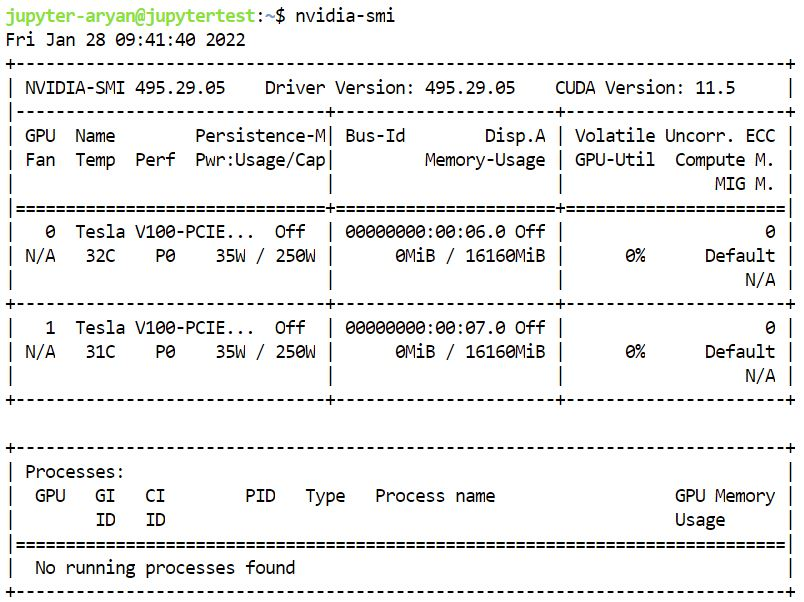 jupyter-aryan@jupytertest:~$ nvidia-smi
Fri Jan 28 09:41:40 2022
+-----------------------------------------------------------------------------+
| NVIDIA-SMI 495.29.05    Driver Version: 495.29.05    CUDA Version: 11.5     |
|-------------------------------+----------------------+----------------------+
| GPU  Name        Persistence-M| Bus-Id        Disp.A | Volatile Uncorr. ECC |
| Fan  Temp  Perf  Pwr:Usage/Cap|         Memory-Usage | GPU-Util  Compute M. |
|                               |                      |               MIG M. |
|===============================+======================+======================|
|   0  Tesla V100-PCIE...  Off  | 00000000:00:06.0 Off |                    0 |
| N/A   32C    P0    35W / 250W |      0MiB / 16160MiB |      0%      Default |
|                               |                      |                  N/A |
+-------------------------------+----------------------+----------------------+
|   1  Tesla V100-PCIE...  Off  | 00000000:00:07.0 Off |                    0 |
| N/A   31C    P0    35W / 250W |      0MiB / 16160MiB |      0%      Default |
|                               |                      |                  N/A |
+-------------------------------+----------------------+----------------------+

+-----------------------------------------------------------------------------+
| Processes:                                                                  |
|  GPU   GI   CI        PID   Type   Process name                  GPU Memory |
|        ID   ID                                                   Usage      |
|=============================================================================|
|  No running processes found                                                 |
+-----------------------------------------------------------------------------+